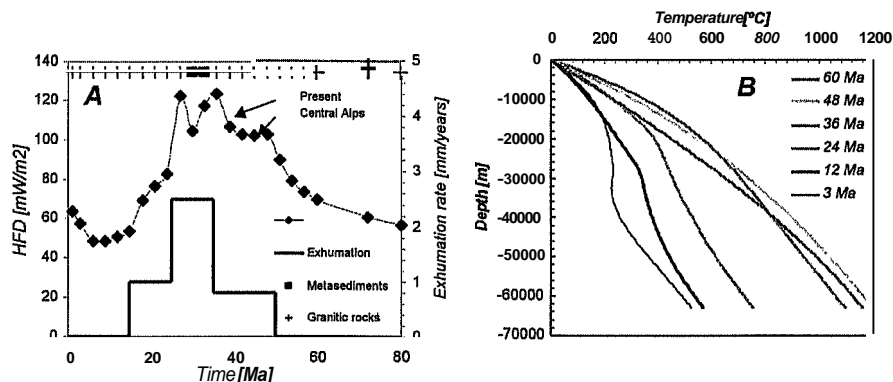 A
HFD [mW/m2]
140
120
100
80
60
40
20
0
Present
Central Alps
Exhumation
Metasediments
Granitic rocks
5
4
3
2
1
0
Exhumation rate [mm/years]
0 20 40 60 80
Time [Ma]
Temperature [ºC]
0 200 400 600 800 1000 1200
B
Depth [m]
0
-10000
-20000
-30000
-40000
-50000
-60000
-70000
60 Ma
48 Ma
36 Ma
24 Ma
12 Ma
3 Ma